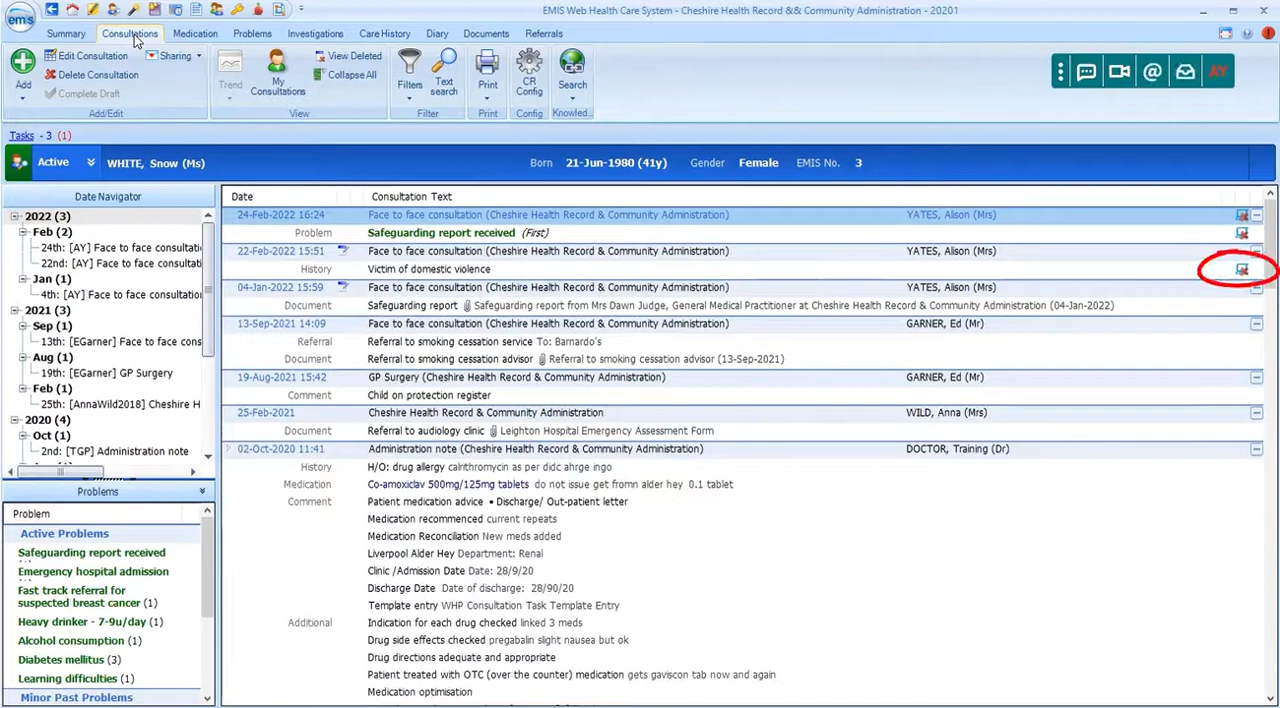 emis
EMIS Web Health Care System - Cheshire Health Record && Community Administration - 20201
Summary Consultations Medication Problems Investigations Care History Diary Documents Referrals
Add
Edit Consultation
Delete Consultation
Complete Draft
Sharing
Add/Edit
Trend
My Consultations
View Deleted
Collapse All
View
Filters
Text search
Filter
Print
Print
CR Config
Config
Search
Knowled...
AY
Tasks - 3 (1)
Active WHITE, Snow (Ms) Born 21-Jun-1980 (41y) Gender Female EMIS No. 3
Date Navigator
2022 (3)
Feb (2)
24th: [AY] Face to face consultati
22nd: [AY] Face to face consultati
Jan (1)
4th: [AY] Face to face consultation
2021 (3)
Sep (1)
13th: [EGarner] Face to face cons
Aug (1)
19th: [EGarner] GP Surgery
Feb (1)
25th: [AnnaWild2018] Cheshire H
2020 (4)
Oct (1)
2nd: [TGP] Administration note
Problems
Problem
Active Problems
Safeguarding report received
Emergency hospital admission
Fast track referral for
suspected breast cancer (1)
Heavy drinker - 7-9u/day (1)
Alcohol consumption (1)
Diabetes mellitus (3)
Learning difficulties (1)
Minor Past Problems
Date Consultation Text
24-Feb-2022 16:24 Face to face consultation (Cheshire Health Record & Community Administration) YATES, Alison (Mrs)
Problem Safeguarding report received (First)
22-Feb-2022 15:51 Face to face consultation (Cheshire Health Record & Community Administration) YATES, Alison (Mrs)
History Victim of domestic violence
04-Jan-2022 15:59 Face to face consultation (Cheshire Health Record & Community Administration) YATES, Alison (Mrs)
Document Safeguarding report Safeguarding report from Mrs Dawn Judge, General Medical Practitioner at Cheshire Health Record & Community Administration (04-Jan-2022)
13-Sep-2021 14:09 Face to face consultation (Cheshire Health Record & Community Administration) GARNER, Ed (Mr)
Referral Referral to smoking cessation service To: Barnardo's
Document Referral to smoking cessation advisor Referral to smoking cessation advisor (13-Sep-2021)
19-Aug-2021 15:42 GP Surgery (Cheshire Health Record & Community Administration) GARNER, Ed (Mr)
Comment Child on protection register
25-Feb-2021 Cheshire Health Record & Community Administration WILD, Anna (Mrs)
Document Referral to audiology clinic Leighton Hospital Emergency Assessment Form
02-Oct-2020 11:41 Administration note (Cheshire Health Record & Community Administration) DOCTOR, Training (Dr)
History H/O: drug allergy calrithromycin as per didc ahrge ingo
Medication Co-amoxiclav 500mg/125mg tablets do not issue get fromn alder hey 0.1 tablet
Comment Patient medication advice • Discharge/ Out-patient letter
Medication recommenced current repeats
Medication Reconciliation New meds added
Liverpool Alder Hey Department: Renal
Clinic /Admission Date Date: 28/9/20
Discharge Date Date of discharge: 28/90/20
Template entry WHP Consultation Task Template Entry
Additional Indication for each drug checked linked 3 meds
Drug side effects checked pregabalin slight nausea but ok
Drug directions adequate and appropriate
Patient treated with OTC (over the counter) medication gets gaviscon tab now and again
Medication optimisation